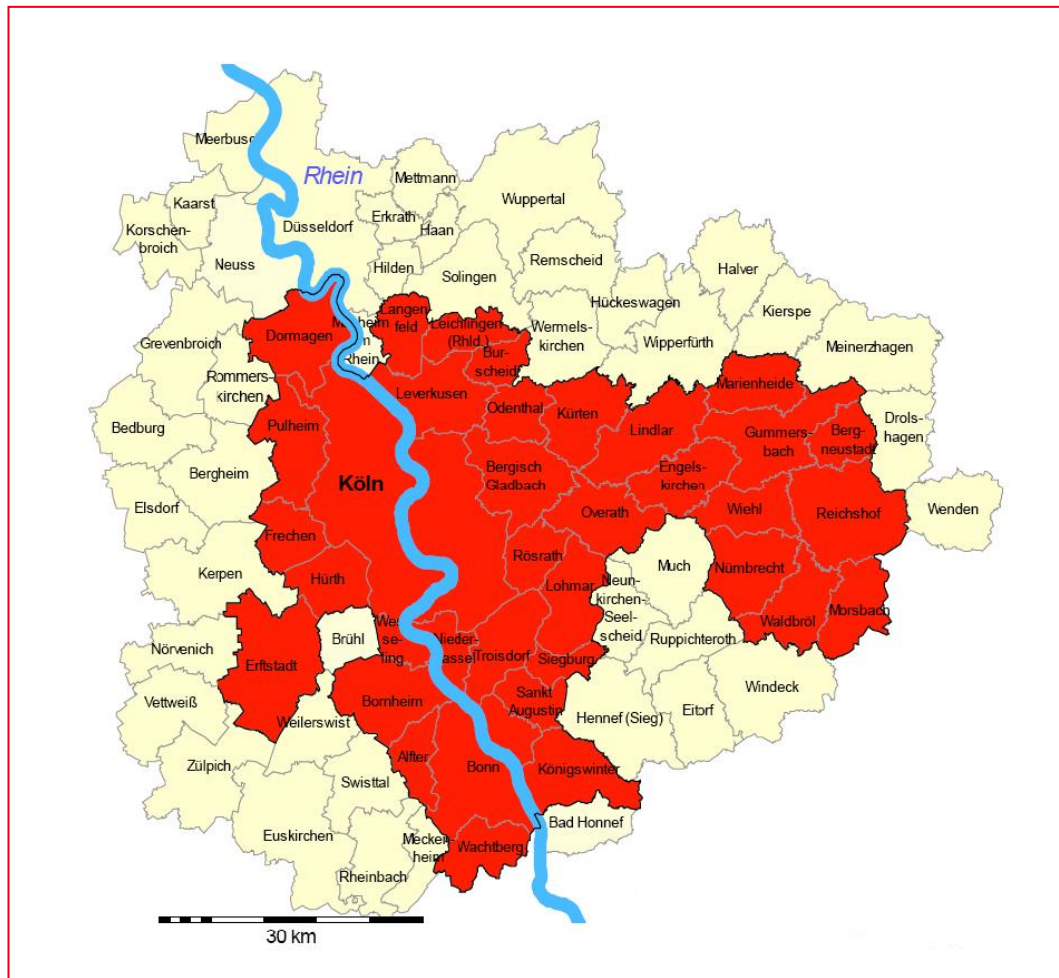 Meerbusc
Rhein
Mettmann
Wuppertal
Kaarst
Korschen-
broich
Düsseldorf
Erkrath
Haan
Neuss
Hilden
Solingen
Remscheid
Halver
Hückeswagen
Kierspe
Langen
feld
Leichlingen
(Rhld.)
Wermels-
kirchen
Wipperfürth
Meinerzhagen
Dormagen
Rhein
Grevenbroich
Bur-
scheid
Rommers-
kirchen
Leverkusen
Marienheide
Odenthal
Kürten
Drols-
hagen
Bedburg
Pulheim
Lindlar
Gummers-
bach
Berg-
neustadt
Bergheim
Köln
Bergisch
Gladbach
Engels-
kirchen
Elsdorf
Overath
Wiehl
Reichshof
Wenden
Frechen
Kerpen
Hürth
Rösrath
Lohmar
Much
Nümbrecht
Neun-
kirchen-
Seel-
scheid
Waldbröl
Morsbach
Nörvenich
Erftstadt
Brühl
Wes
se-
ling
Nieder-
kassel
Troisdorf
Siegburg
Ruppichteroth
Vettweiß
Bornheim
Sankt
Augustin
Windeck
Weilerswist
Hennef (Sieg)
Eitorf
Zülpich
Alfter
Bonn
Königswinter
Swisttal
Euskirchen
Mecken-
heim
Wachtberg
Bad Honnef
Rheinbach
30 km